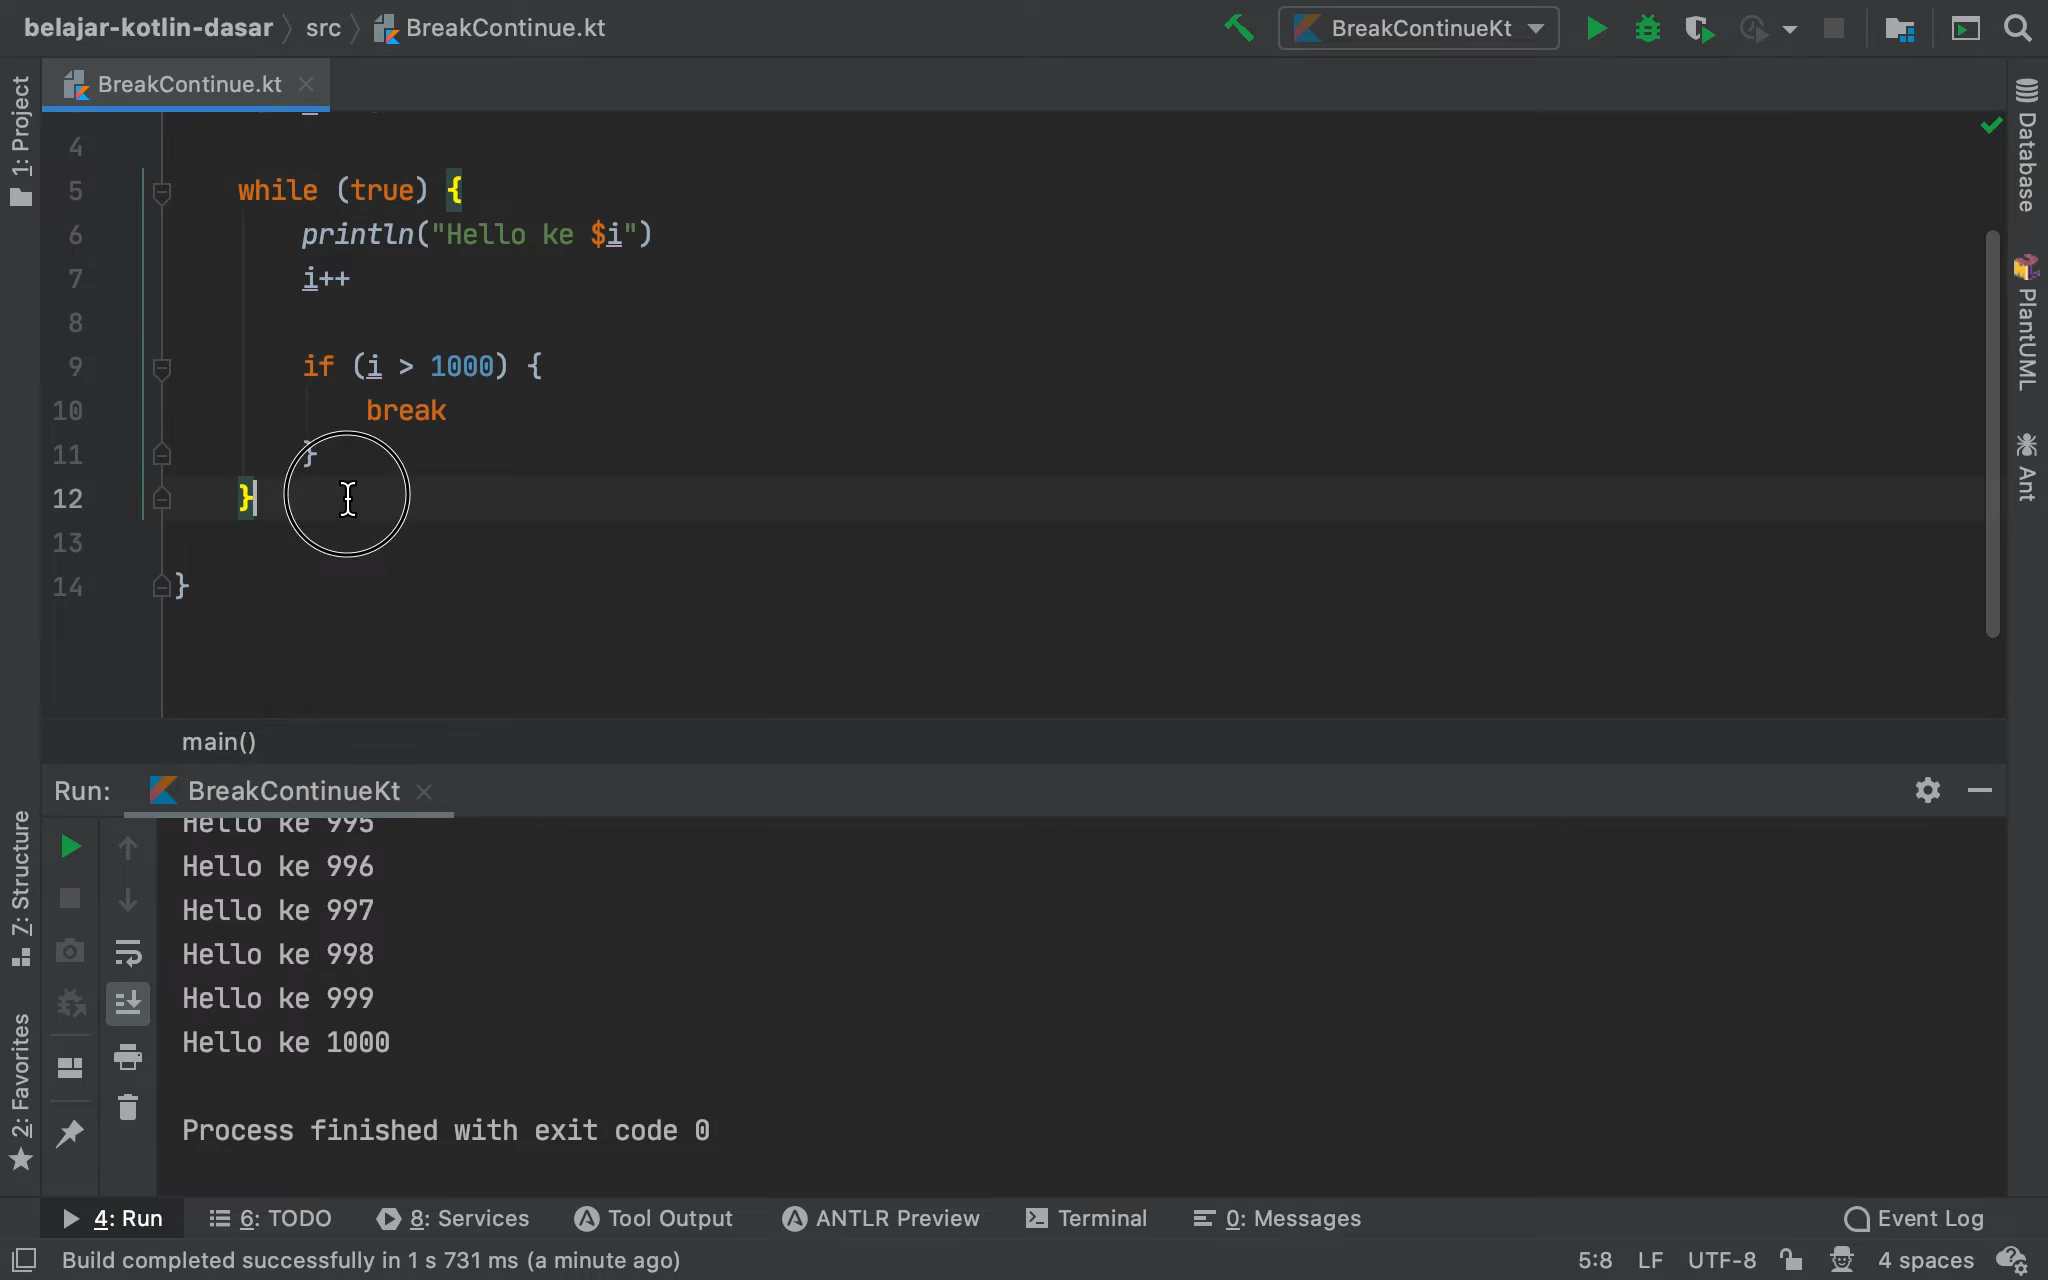 belajar-kotlin-dasar src BreakContinue.kt BreakContinueKt
BreakContinue.kt
1: Project
7: Structure
2: Favorites
4
5 while (true) {
6 println("Hello ke $i")
7 i++
8
9 if (i > 1000) {
10 break
11 }
12 }
13
14 }
main()
Database
PlantUML
Ant
Run: BreakContinueKt
Hello ke 995
Hello ke 996
Hello ke 997
Hello ke 998
Hello ke 999
Hello ke 1000
Process finished with exit code 0
4: Run 6: TODO 8: Services Tool Output ANTLR Preview Terminal 0: Messages Event Log
Build completed successfully in 1 s 731 ms (a minute ago) 5:8 LF UTF-8 4 spaces